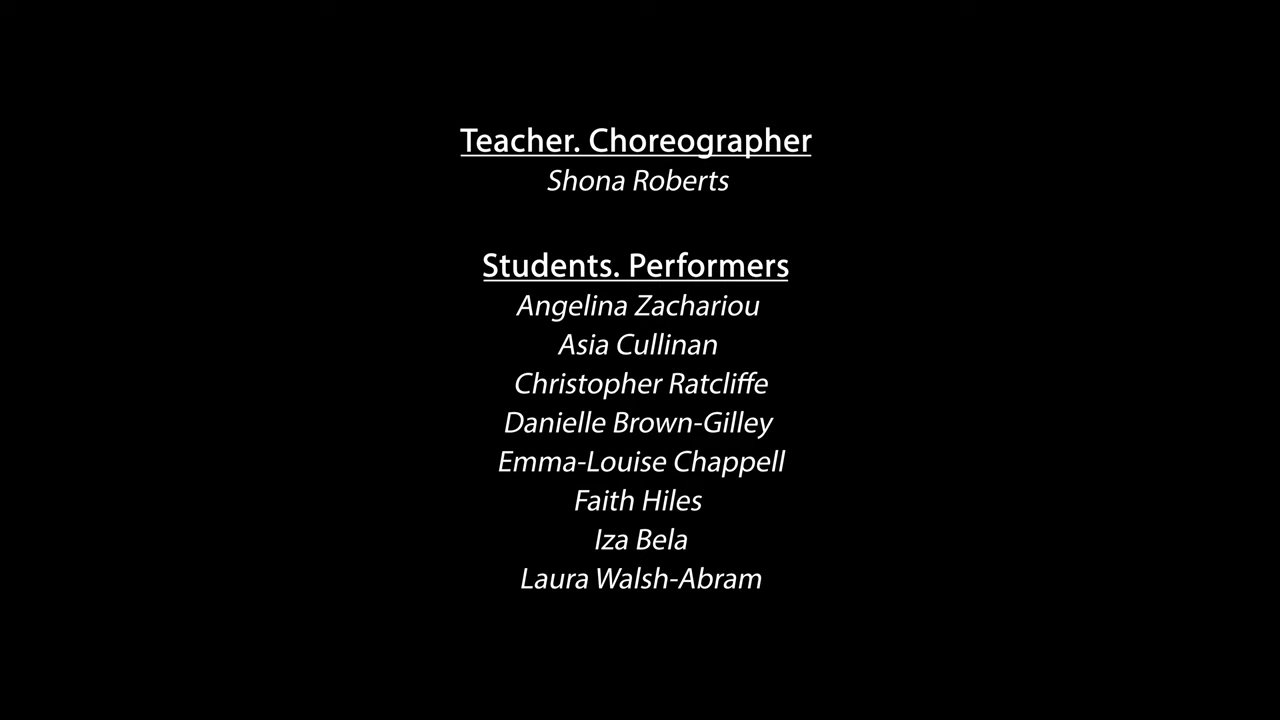 Teacher. Choreographer
Shona Roberts
Students. Performers
Angelina Zachariou
Asia Cullinan
Christopher Ratcliffe
Danielle Brown-Gilley
Emma-Louise Chappell
Faith Hiles
Iza Bela
Laura Walsh-Abram